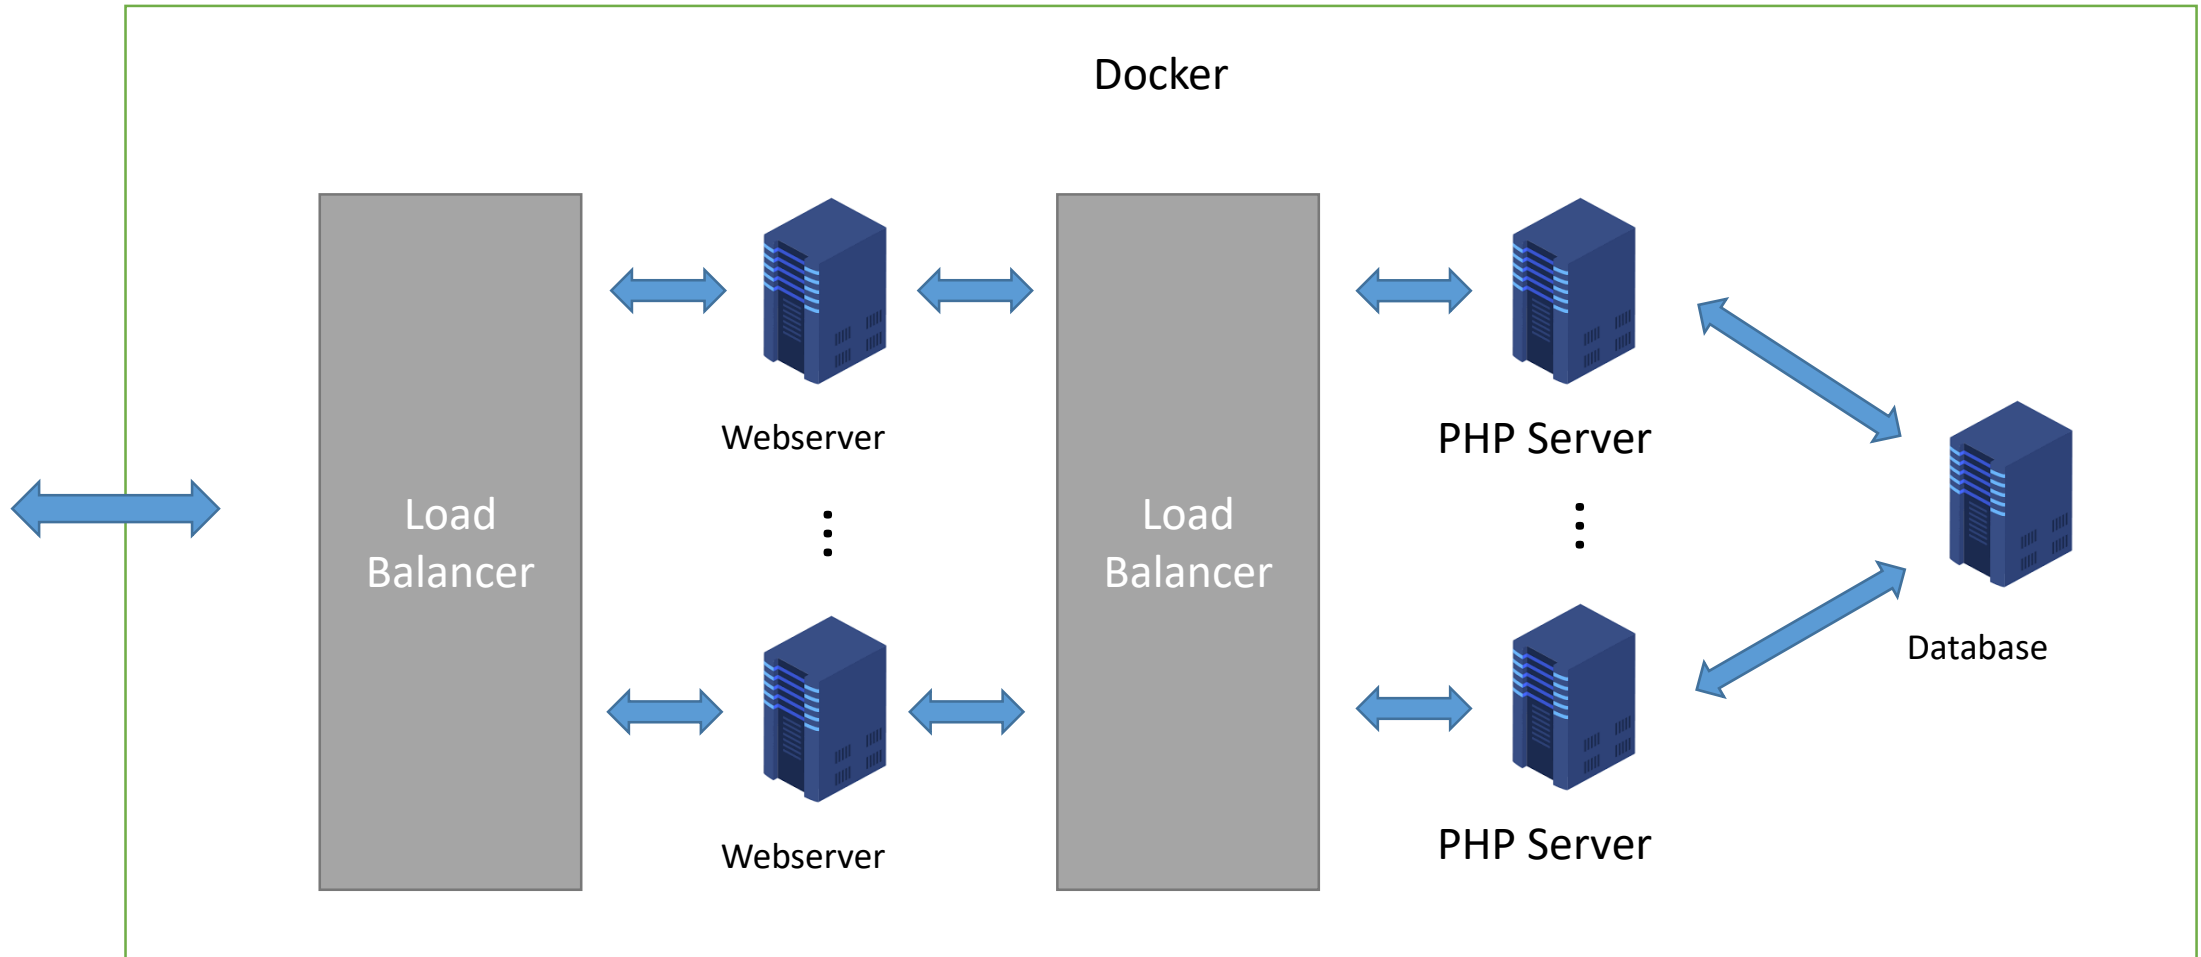 Docker
Load
Balancer
Webserver
Webserver
Load
Balancer
PHP Server
PHP Server
Database